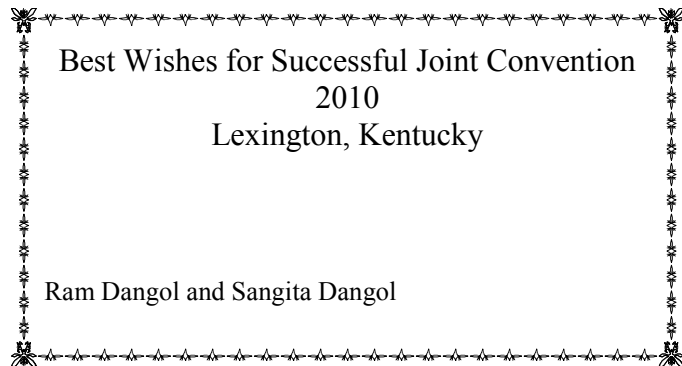 Best Wishes for Successful Joint Convention
2010
Lexington, Kentucky
Ram Dangol and Sangita Dangol